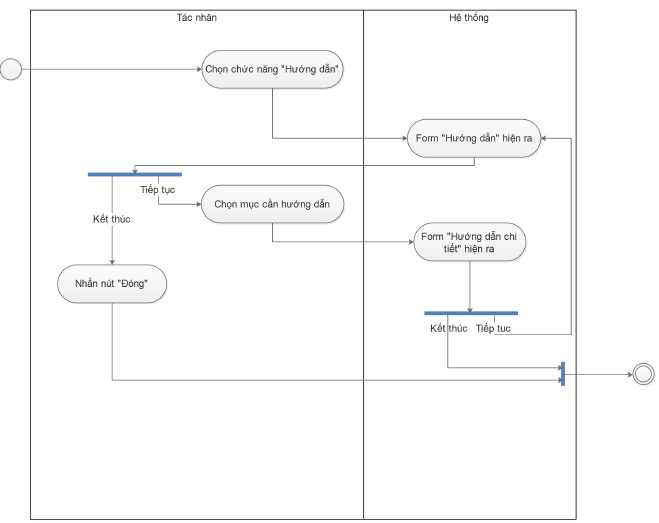 Tác nhân
Hệ thống
Chọn chức năng "Hướng dẫn"
Form "Hướng dẫn" hiện ra
Tiếp tục
Chọn mục cần hướng dẫn
Kết thúc
Form "Hướng dẫn chi
tiết" hiện ra
Nhấn nút "Đóng"
Kết thúc
Tiếp tuc